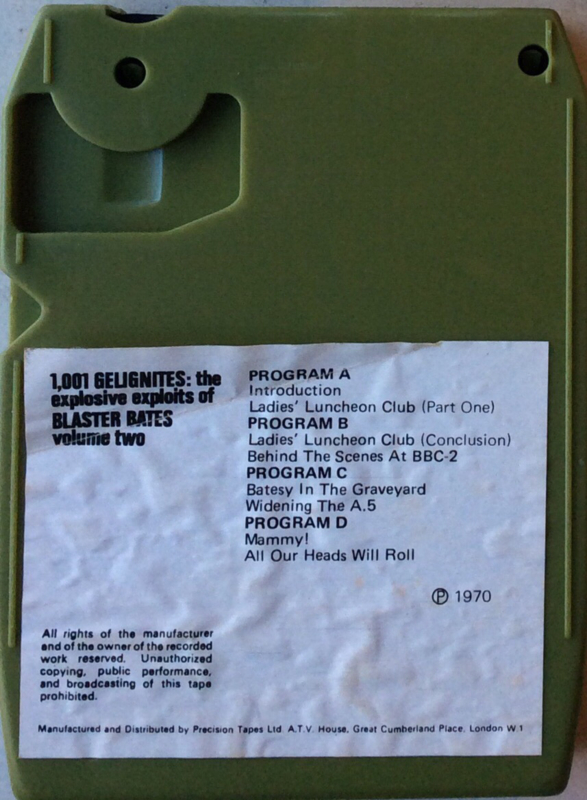 1,001 GELIGNITES: the
explosive exploits of
BLASTER BATES
volume two
PROGRAM A
Introduction
Ladies' Luncheon Club (Part One)
PROGRAM B
Ladies' Luncheon Club (Conclusion)
Behind The Scenes At BBC-2
PROGRAM C
Batesy In The Graveyard
Widening The A.5
PROGRAM D
Mammy!
All Our Heads Will Roll
℗ 1970
All rights of the manufacturer
and of the owner of the recorded
work reserved. Unauthorized
copying, public performance,
and broadcasting of this tape
prohibited.
Manufactured and Distributed by Precision Tapes Ltd. A.T.V. House, Great Cumberland Place, London W.1